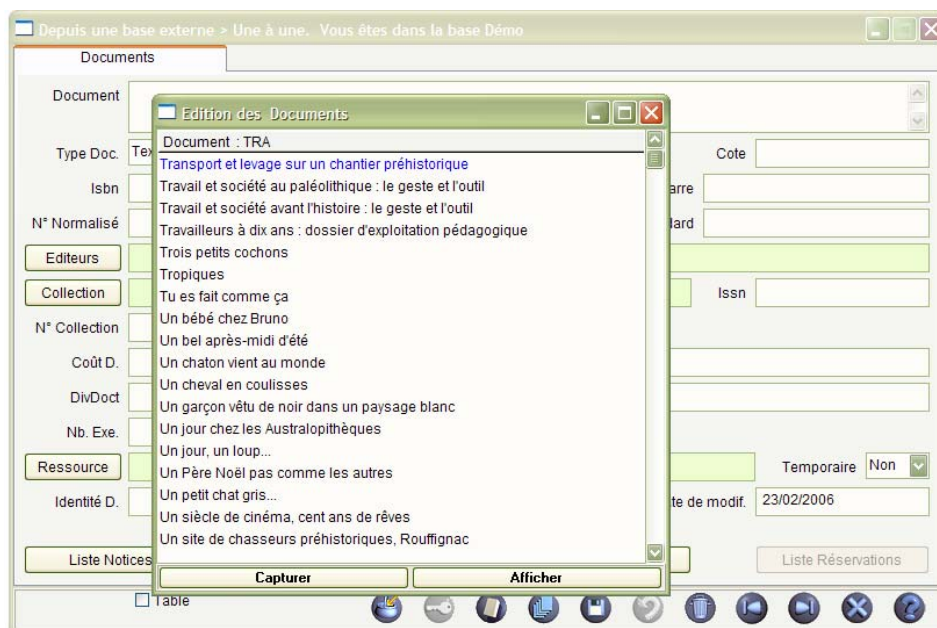 Depuis une base externe > Une à une. Vous êtes dans la base Démo
Documents
Document
Edition des Documents
Document : TRA
Type Doc.
Cote
Transport et levage sur un chantier préhistorique
Isbn
Travail et société au paléolithique : le geste et l'outil
Travail et société avant l'histoire : le geste et l'outil
N° Normalisé
Travailleurs à dix ans : dossier d'exploitation pédagogique
Editeurs
Trois petits cochons
Tropiques
Collection
Issn
Tu es fait comme ça
N° Collection
Un bébé chez Bruno
Un bel après-midi d'été
Coût D.
Un chaton vient au monde
Un cheval en coulisses
DivDoct
Un garçon vêtu de noir dans un paysage blanc
Nb. Exe.
Un jour chez les Australopithèques
Un jour, un loup...
Ressource
Temporaire Non
Un Père Noël pas comme les autres
Un petit chat gris...
Identité D.
de modif. 23/02/2006
Un siècle de cinéma, cent ans de rêves
Un site de chasseurs préhistoriques, Rouffignac
Liste Notices
Liste Réservations
Capturer
Afficher
Table